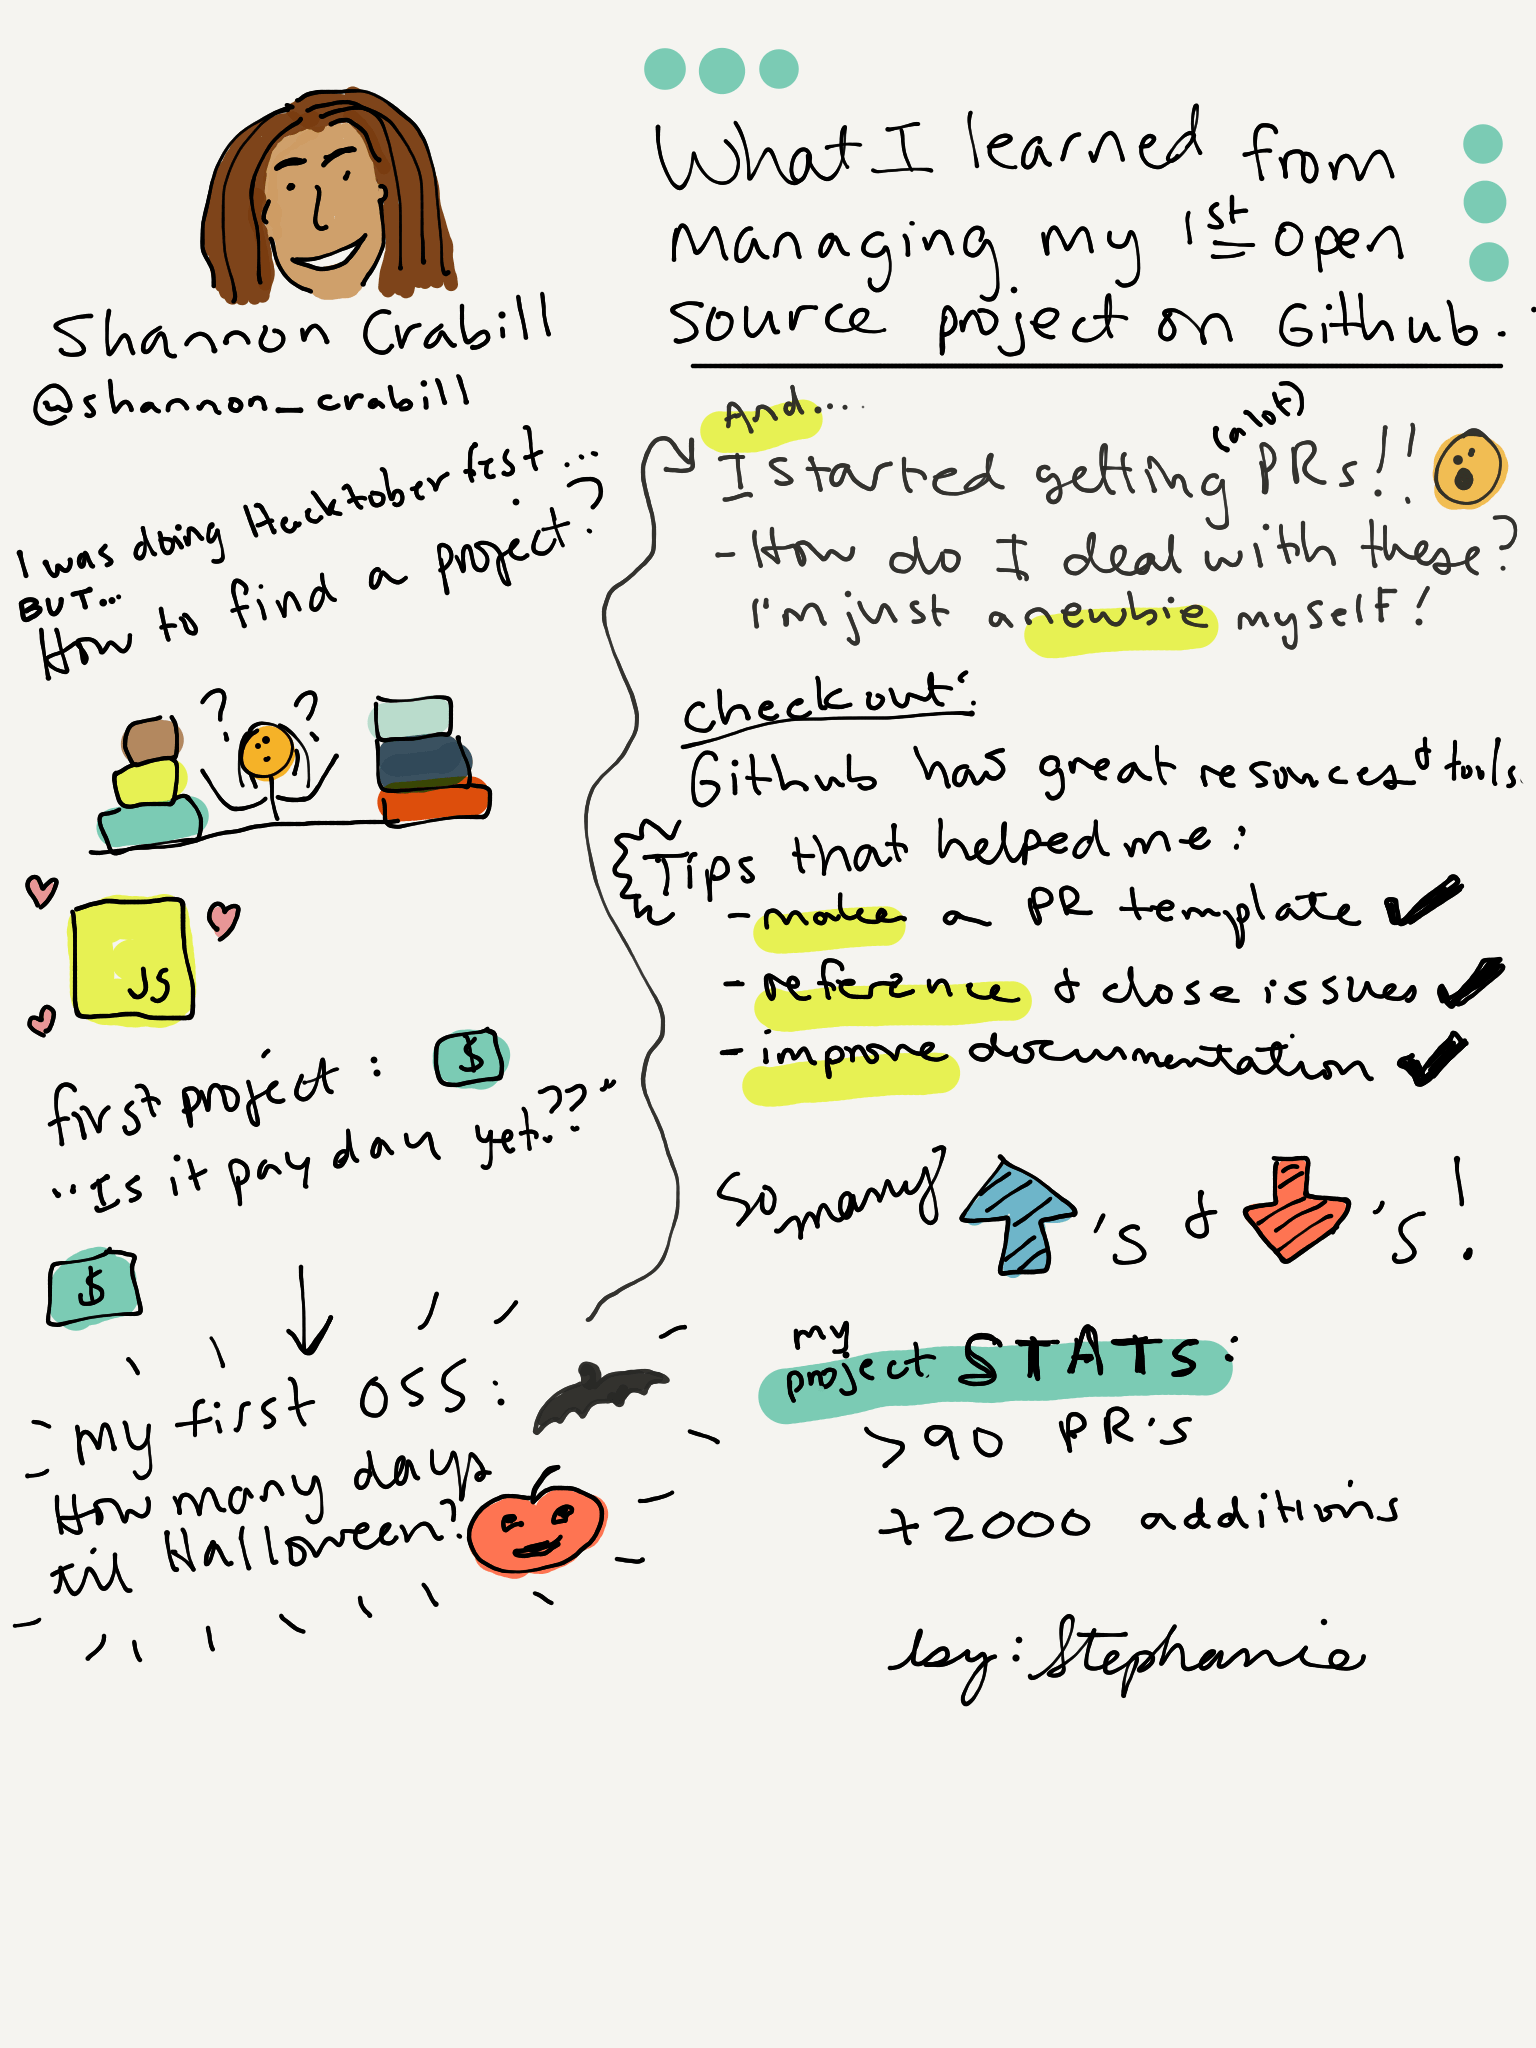 Shannon Crabill
@shannon_crabill
I was doing Hacktoberfest...
BUT...
How to find a project?
? ?
JS
first project: $
"Is it pay day yet??"
$
my first OSS:
How many days
til Halloween?
What I learned from
managing my 1st open
source project on Github.
And...
I started getting (a lot) PRs!!
- How do I deal with these?
I'm just a newbie myself!
check out:
Github has great resources & tools.
Tips that helped me:
- make a PR template ✔
- reference & close issues ✔
- improve documentation ✔
So many 's & 's!
my
project STATS:
>90 PR's
+2000 additions
by: Stephanie